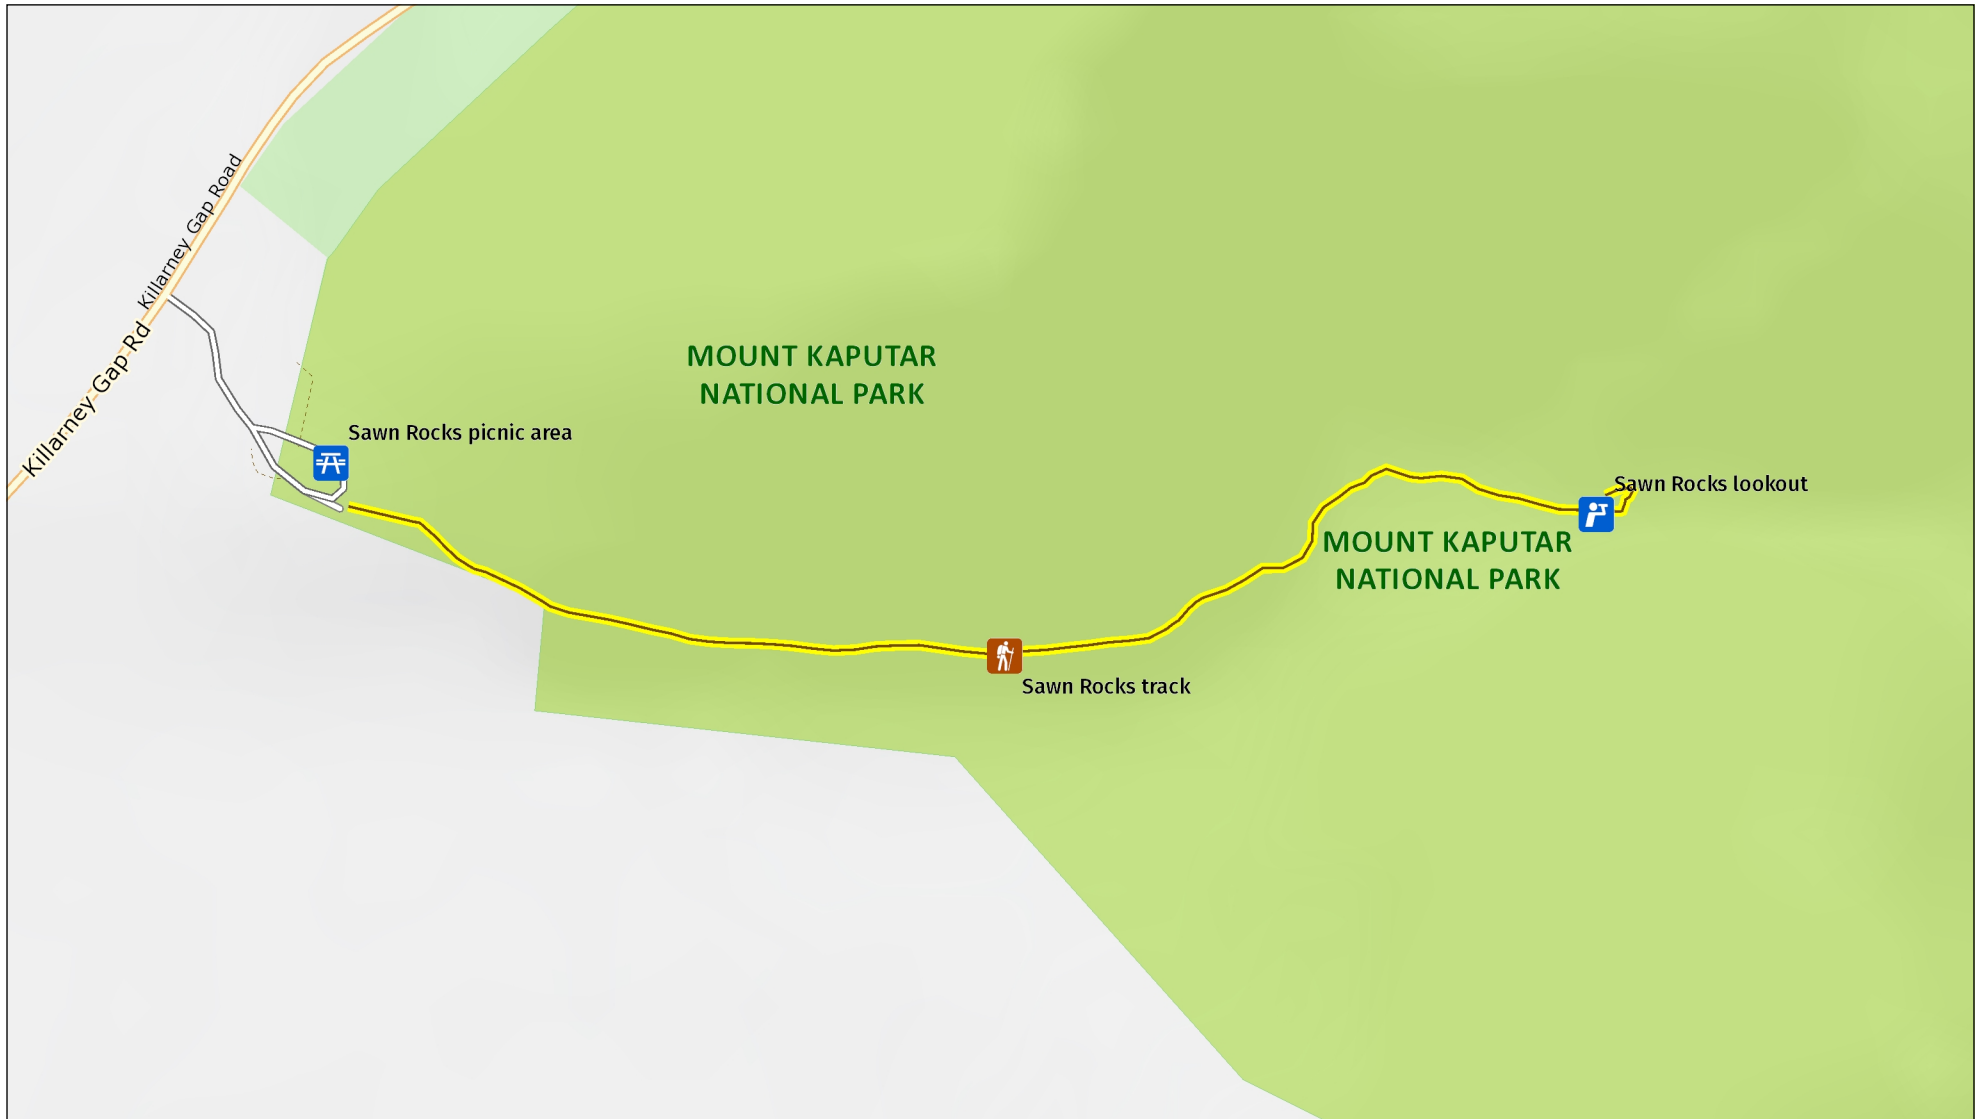 Killarney Gap Road
Killarney Gap Rd
MOUNT KAPUTAR
NATIONAL PARK
Sawn Rocks picnic area
Sawn Rocks lookout
MOUNT KAPUTAR
NATIONAL PARK
Sawn Rocks track